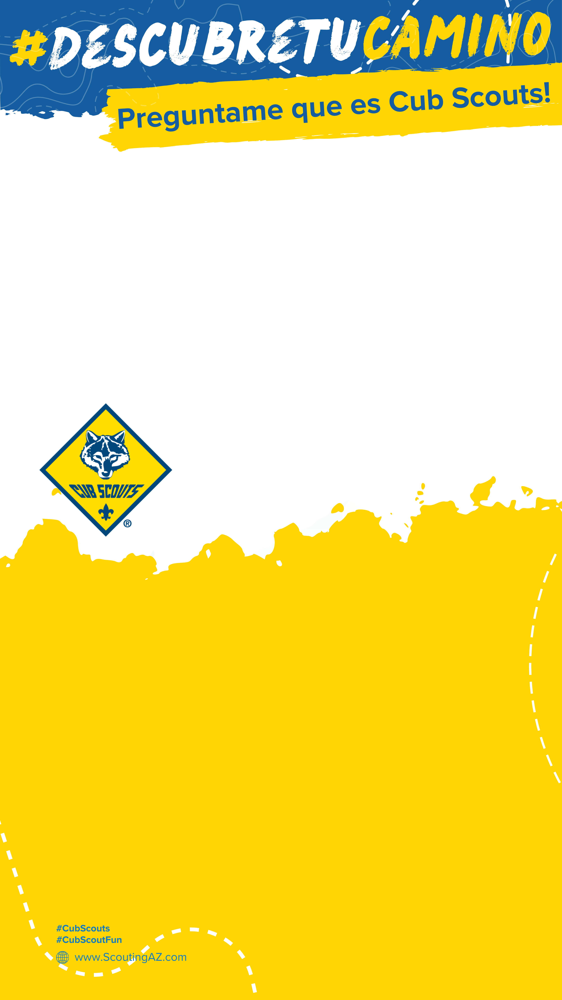 #DESCUBRETUCAMINO
Preguntame que es Cub Scouts!
CUB SCOUTS
®
#CubScouts
#CubScoutFun
www.ScoutingAZ.com